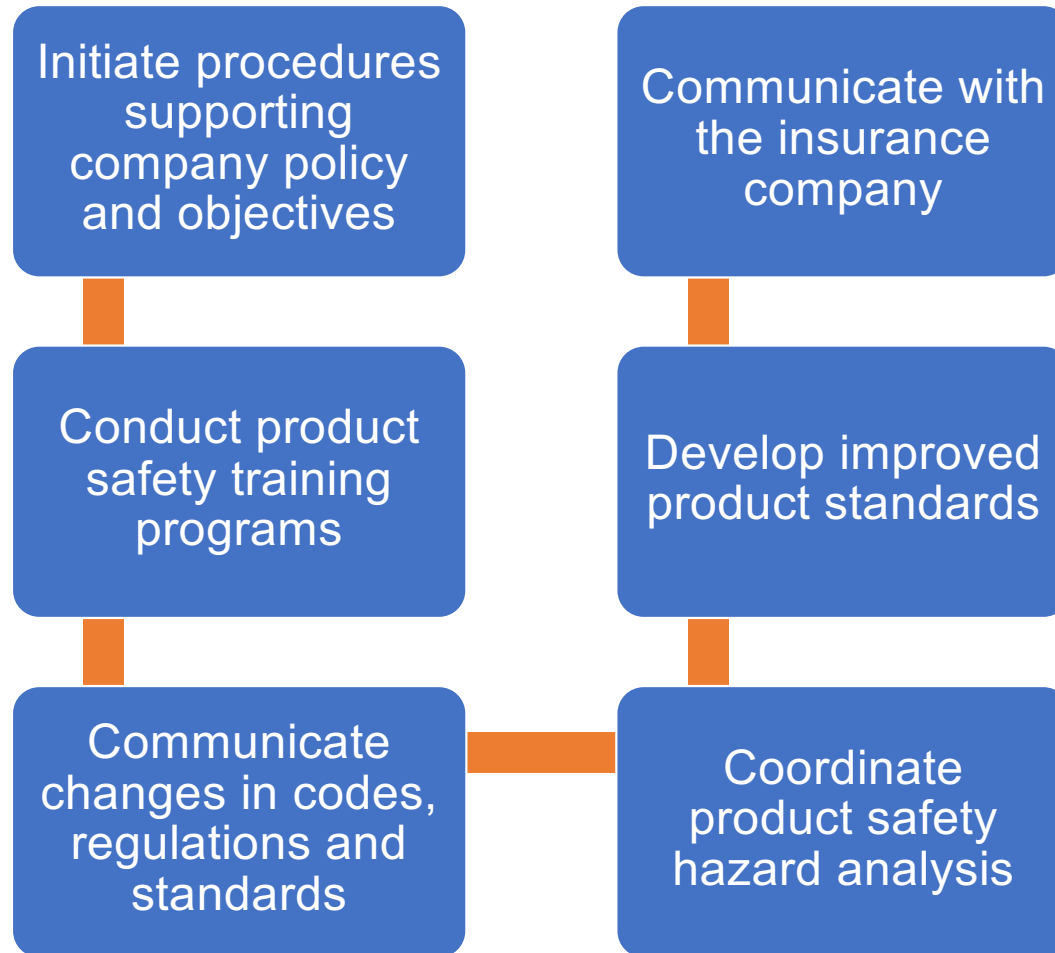 Initiate procedures
supporting
company policy
and objectives
Conduct product
safety training
programs
Communicate
changes in codes,
regulations and
standards
Coordinate
product safety
hazard analysis
Develop improved
product standards
Communicate with
the insurance
company